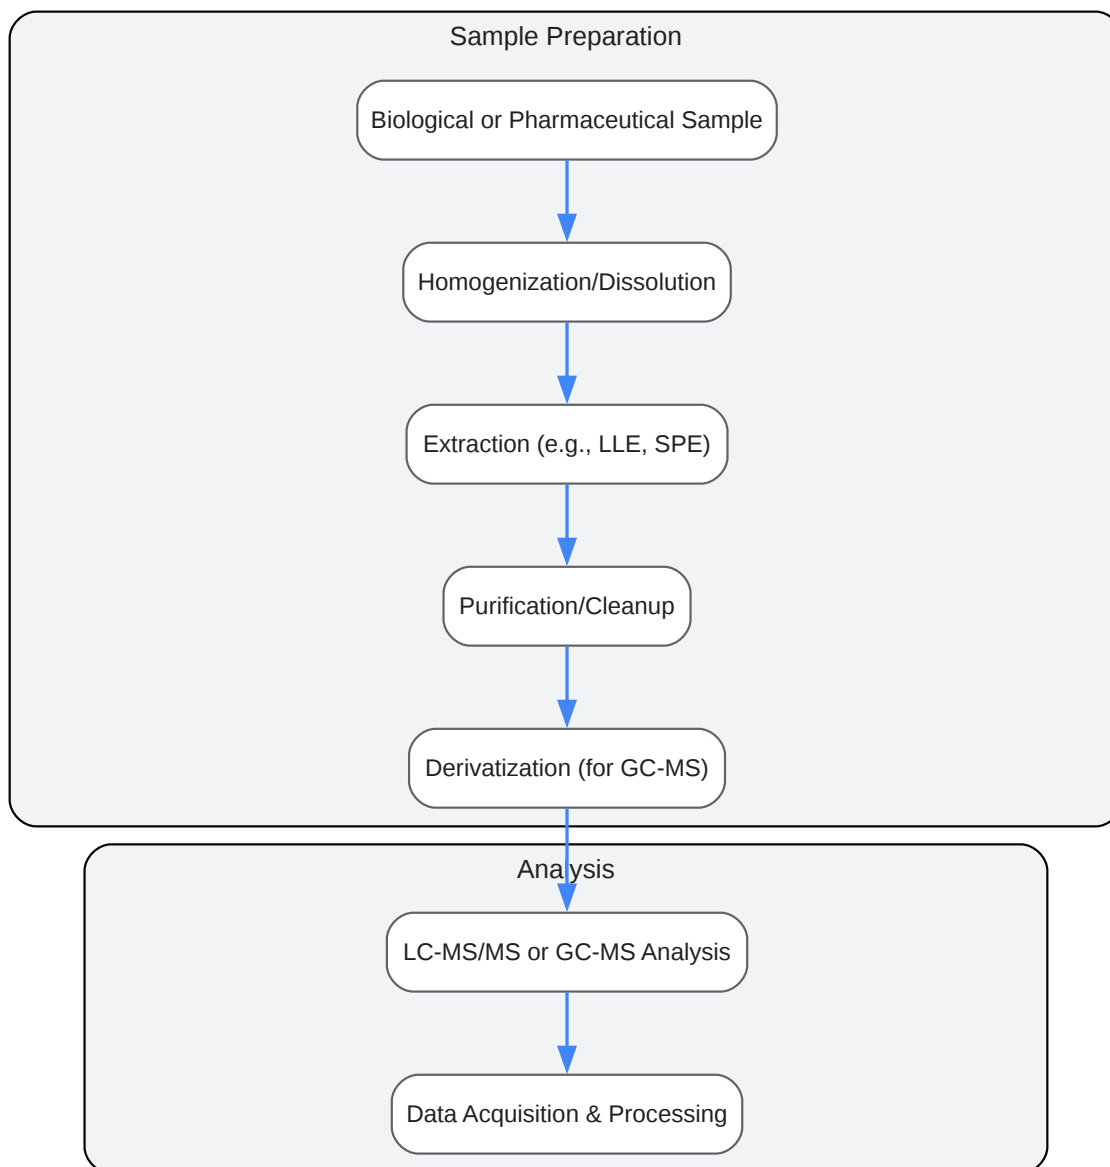 Sample Preparation
Biological or Pharmaceutical Sample
Homogenization/Dissolution
Extraction (e.g., LLE, SPE)
Purification/Cleanup
Derivatization (for GC-MS)
Analysis
LC-MS/MS or GC-MS Analysis
Data Acquisition & Processing